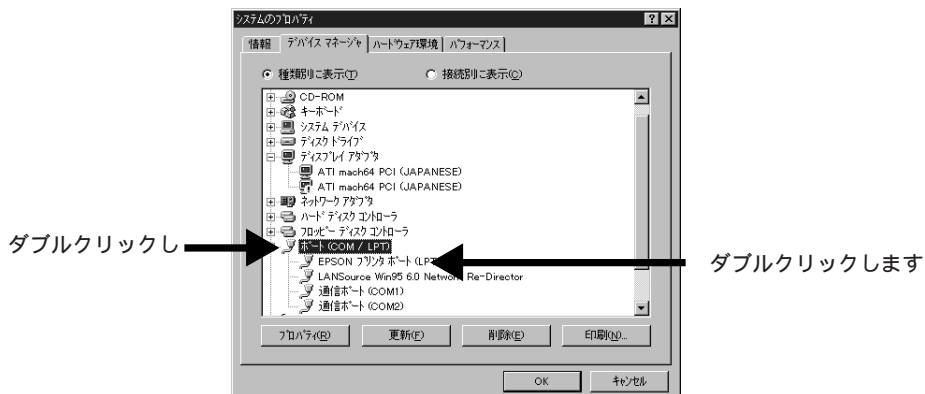 システムのプロパティ
情報 デバイス マネージャ ハードウェア環境 パフォーマンス
種類別に表示(T) 接続別に表示(C)
CD-ROM
キーボード
システム デバイス
ディスク ドライブ
ディスプレイ アダプタ
ATI mach64 PCI (JAPANESE)
ATI mach64 PCI (JAPANESE)
ネットワーク アダプタ
ハード ディスク コントローラ
フロッピー ディスク コントローラ
ダブルクリックし
ポート (COM / LPT)
EPSON プリンタ ポート (LPT
ダブルクリックします
LANSource Win95 6.0 Network Re-Director
通信ポート (COM1)
通信ポート (COM2)
プロパティ(R) 更新(F) 削除(E) 印刷(N)...
OK キャンセル